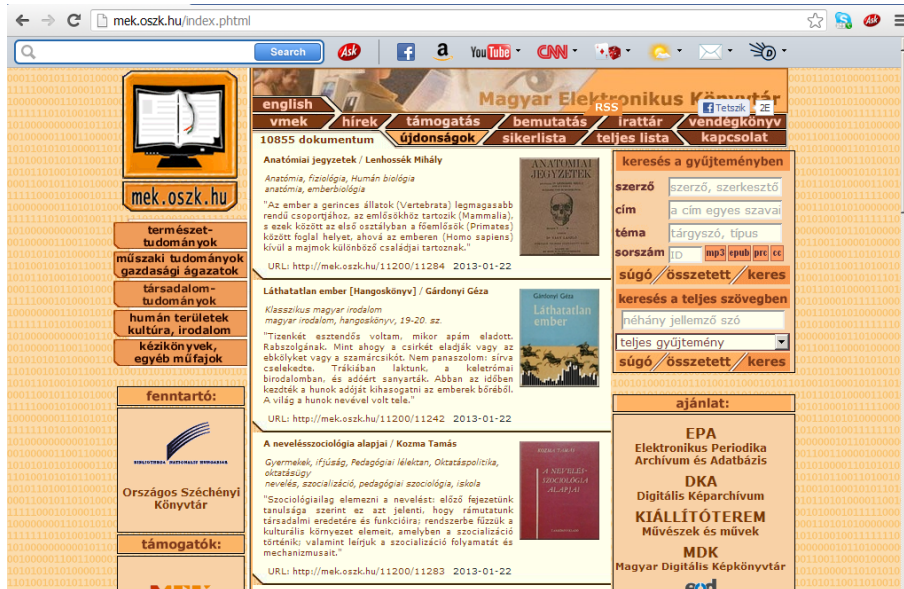 mek.oszk.hu/index.phtml
Search
Ask
a
YouTube
CNN
D
Magyar Elektronikus Könyvtár
english
RSS
Tetszik
2E
vmek
hírek
támogatás
bemutatás
irattár
vendégkönyv
10855 dokumentum
újdonságok
sikerlista
teljes lista
kapcsolat
mek.oszk.hu
természet-
tudományok
műszaki tudományok
gazdasági ágazatok
társadalom-
tudományok
humán területek
kultúra, irodalom
kézikönyvek,
egyéb műfajok
fenntartó:
BIBLIOTHECA NATIONALIS HUNGARIAE
Országos Széchényi
Könyvtár
támogatók:
Anatómiai jegyzetek / Lenhossék Mihály
Anatómia, fiziológia, Humán biológia
anatómia, emberbiológia
"Az ember a gerinces állatok (Vertebrata) legmagasabb
rendű csoportjához, az emlősökhöz tartozik (Mammalia),
s ezek között az első osztályban a főemlősök (Primates)
között foglal helyet, ahová az emberen (Homo sapiens)
kívül a majmok különböző családjai tartoznak."
URL: http://mek.oszk.hu/11200/11284 2013-01-22
ANATOMIAI
JEGYZETEK
Láthatatlan ember [Hangoskönyv] / Gárdonyi Géza
Klasszikus magyar irodalom
magyar irodalom, hangoskönyv, 19-20. sz.
"Tizenkét esztendős voltam, mikor apám eladott.
Rabszolgának. Mint ahogy a csirkét eladják vagy az
ebkölyket vagy a szamárcsikót. Nem panaszolom: sírva
cselekedte. Trákiában laktunk, a keletrómai
birodalomban, és adóért sanyarták. Abban az időben
kezdték a hunok adóját kihasogatni az emberek bőréből.
A világ a hunok nevével volt tele."
URL: http://mek.oszk.hu/11200/11242 2013-01-22
Gárdonyi Géza
Láthatatlan
ember
A nevelésszociológia alapjai / Kozma Tamás
Gyermekek, ifjúság, Pedagógiai lélektan, Oktatáspolitika,
oktatásügy
nevelés, szocializáció, pedagógiai szociológia, iskola
"Szociológiailag elemezni a nevelést: előző fejezetünk
tanulsága szerint ez azt jelenti, hogy rámutatunk
társadalmi eredetére és funkcióira; rendszerbe fűzzük a
kulturális környezet elemeit, amelyben a szocializáció
történik; valamint leírjuk a szocializáció folyamatát és
mechanizmusait."
URL: http://mek.oszk.hu/11200/11283 2013-01-22
KOZMA TAMÁS
A NEVELÉS-
SZOCIOLÓGIA
ALAPJAI
keresés a gyűjteményben
szerző szerző, szerkesztő
cím a cím egyes szavai
téma tárgyszó, típus
sorszám ID mp3 epub prc cc
súgó összetett keres
keresés a teljes szövegben
néhány jellemző szó
teljes gyűjtemény
súgó összetett keres
ajánlat:
EPA
Elektronikus Periodika
Archívum és Adatbázis
DKA
Digitális Képarchívum
KIÁLLÍTÓTEREM
Művészek és művek
MDK
Magyar Digitális Képkönyvtár